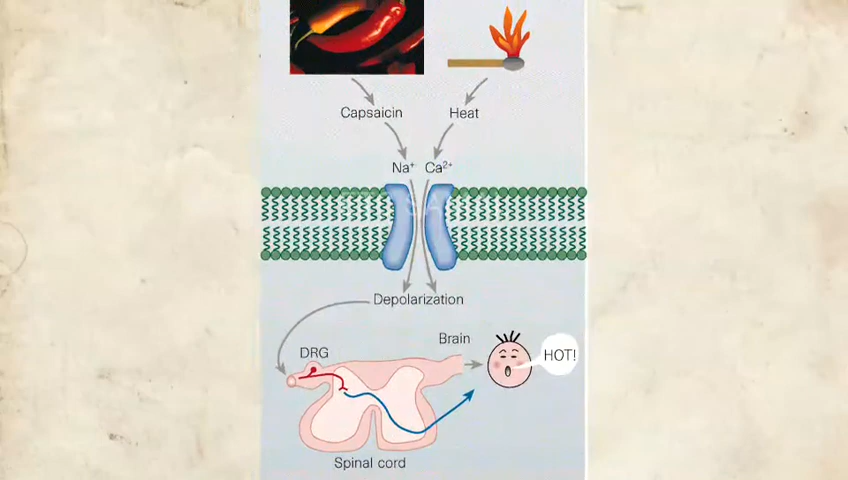 Capsaicin
Heat
Na⁺ Ca²⁺
Depolarization
Brain
HOT!
DRG
Spinal cord